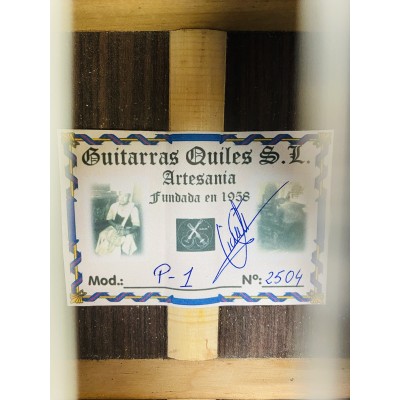 Guitarras Quiles S.L.
Artesania
Fundada en 1958
Mod.: P-1 Nº: 2504